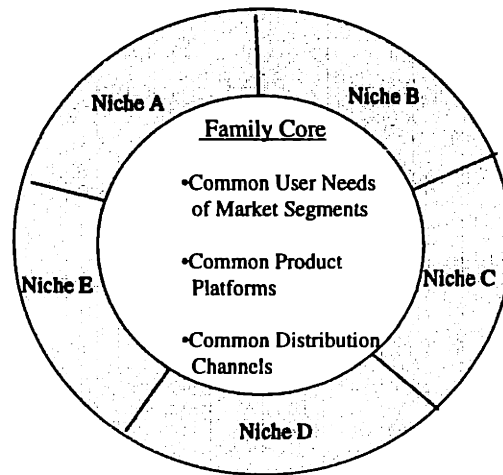 Niche A
Niche B
Family Core
•Common User Needs
of Market Segments
•Common Product
Platforms
Niche E
Niche C
•Common Distribution
Channels
Niche D